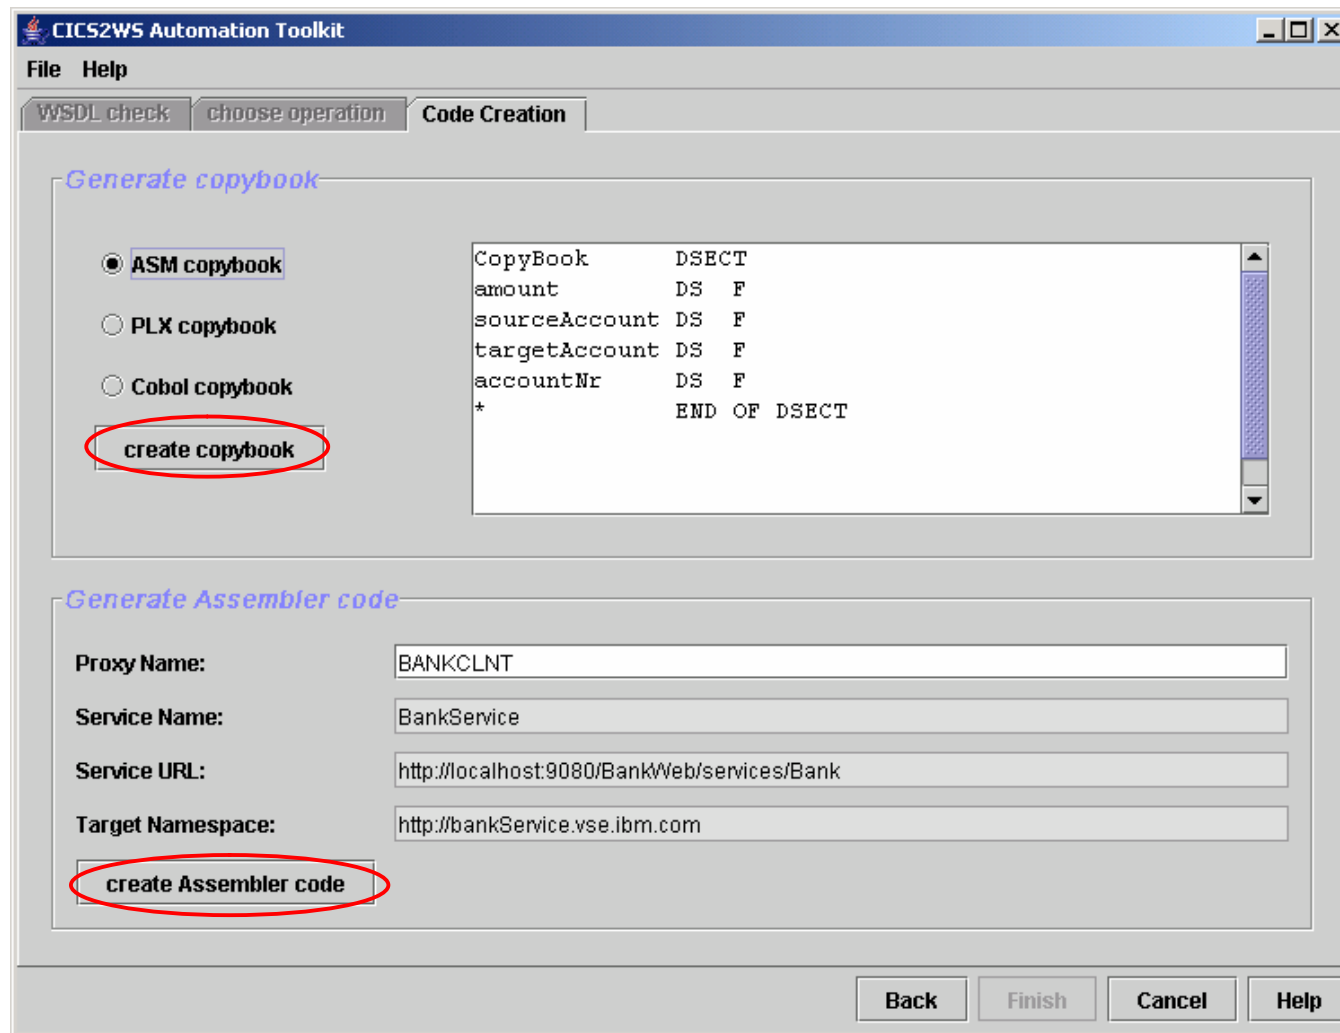 CICS2WS Automation Toolkit
File Help
WSDL check choose operation Code Creation
Generate copybook
ASM copybook
PLX copybook
Cobol copybook
create copybook
CopyBook DSECT
amount DS F
sourceAccount DS F
targetAccount DS F
accountNr DS F
* END OF DSECT
Generate Assembler code
Proxy Name: BANKCLNT
Service Name: BankService
Service URL: http://localhost:9080/BankWeb/services/Bank
Target Namespace: http://bankService.vse.ibm.com
create Assembler code
Back Finish Cancel Help